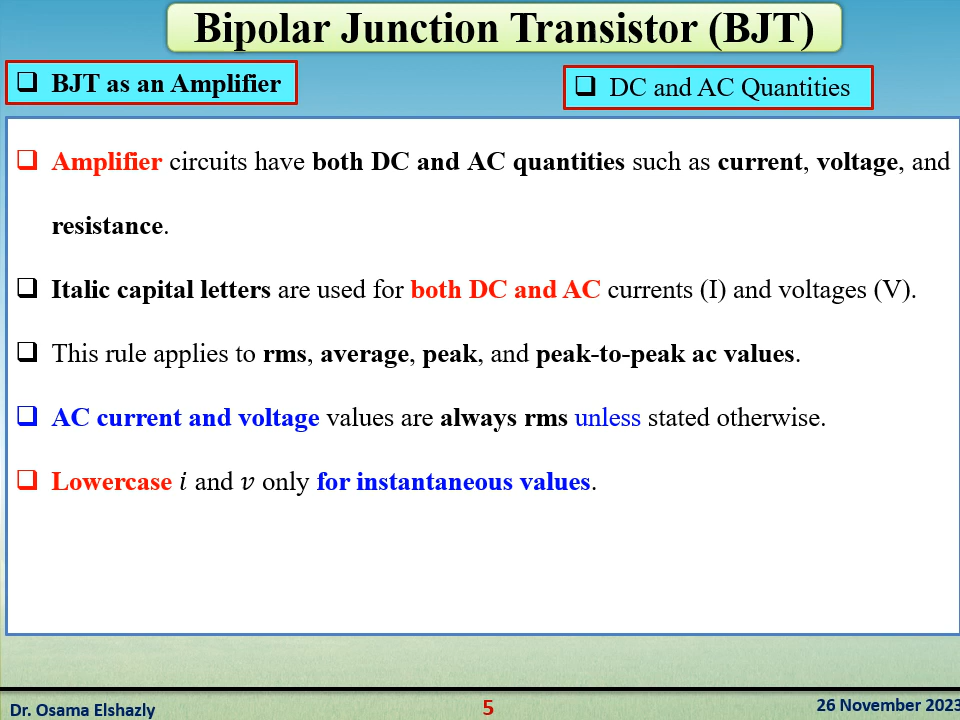 Bipolar Junction Transistor (BJT)
❑ BJT as an Amplifier
❑ DC and AC Quantities
❑ Amplifier circuits have both DC and AC quantities such as current, voltage, and
resistance.
❑ Italic capital letters are used for both DC and AC currents (I) and voltages (V).
❑ This rule applies to rms, average, peak, and peak-to-peak ac values.
❑ AC current and voltage values are always rms unless stated otherwise.
❑ Lowercase 𝑖 and 𝑣 only for instantaneous values.
Dr. Osama Elshazly
5
26 November 2023